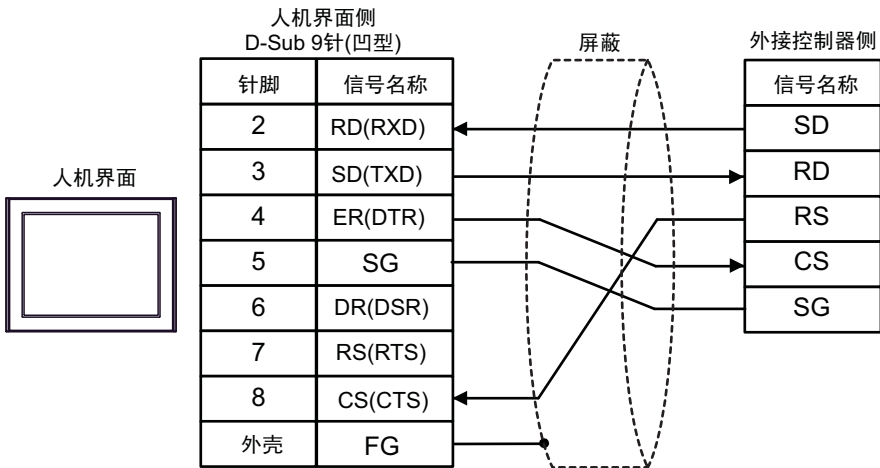 人机界面侧
D-Sub 9针(凹型)
屏蔽
外接控制器侧
人机界面
针脚 信号名称
2 RD(RXD)
3 SD(TXD)
4 ER(DTR)
5 SG
6 DR(DSR)
7 RS(RTS)
8 CS(CTS)
外壳 FG
信号名称
SD
RD
RS
CS
SG